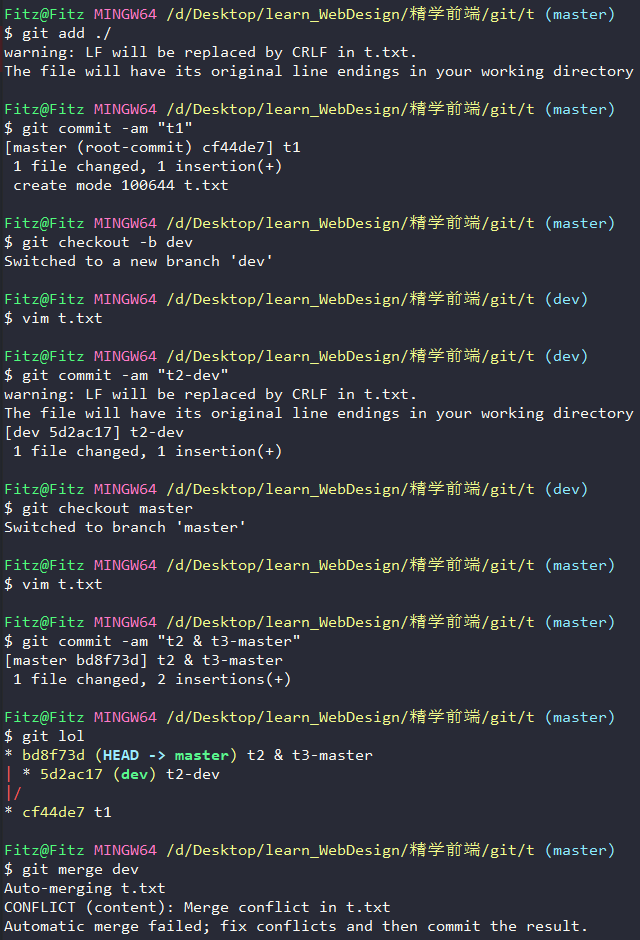 Fitz@Fitz MINGW64 /d/Desktop/learn_WebDesign/精学前端/git/t (master)
$ git add ./
warning: LF will be replaced by CRLF in t.txt.
The file will have its original line endings in your working directory
Fitz@Fitz MINGW64 /d/Desktop/learn_WebDesign/精学前端/git/t (master)
$ git commit -am "t1"
[master (root-commit) cf44de7] t1
 1 file changed, 1 insertion(+)
 create mode 100644 t.txt
Fitz@Fitz MINGW64 /d/Desktop/learn_WebDesign/精学前端/git/t (master)
$ git checkout -b dev
Switched to a new branch 'dev'
Fitz@Fitz MINGW64 /d/Desktop/learn_WebDesign/精学前端/git/t (dev)
$ vim t.txt
Fitz@Fitz MINGW64 /d/Desktop/learn_WebDesign/精学前端/git/t (dev)
$ git commit -am "t2-dev"
warning: LF will be replaced by CRLF in t.txt.
The file will have its original line endings in your working directory
[dev 5d2ac17] t2-dev
 1 file changed, 1 insertion(+)
Fitz@Fitz MINGW64 /d/Desktop/learn_WebDesign/精学前端/git/t (dev)
$ git checkout master
Switched to branch 'master'
Fitz@Fitz MINGW64 /d/Desktop/learn_WebDesign/精学前端/git/t (master)
$ vim t.txt
Fitz@Fitz MINGW64 /d/Desktop/learn_WebDesign/精学前端/git/t (master)
$ git commit -am "t2 & t3-master"
[master bd8f73d] t2 & t3-master
 1 file changed, 2 insertions(+)
Fitz@Fitz MINGW64 /d/Desktop/learn_WebDesign/精学前端/git/t (master)
$ git lol
* bd8f73d (HEAD -> master) t2 & t3-master
| * 5d2ac17 (dev) t2-dev
|/
* cf44de7 t1
Fitz@Fitz MINGW64 /d/Desktop/learn_WebDesign/精学前端/git/t (master)
$ git merge dev
Auto-merging t.txt
CONFLICT (content): Merge conflict in t.txt
Automatic merge failed; fix conflicts and then commit the result.